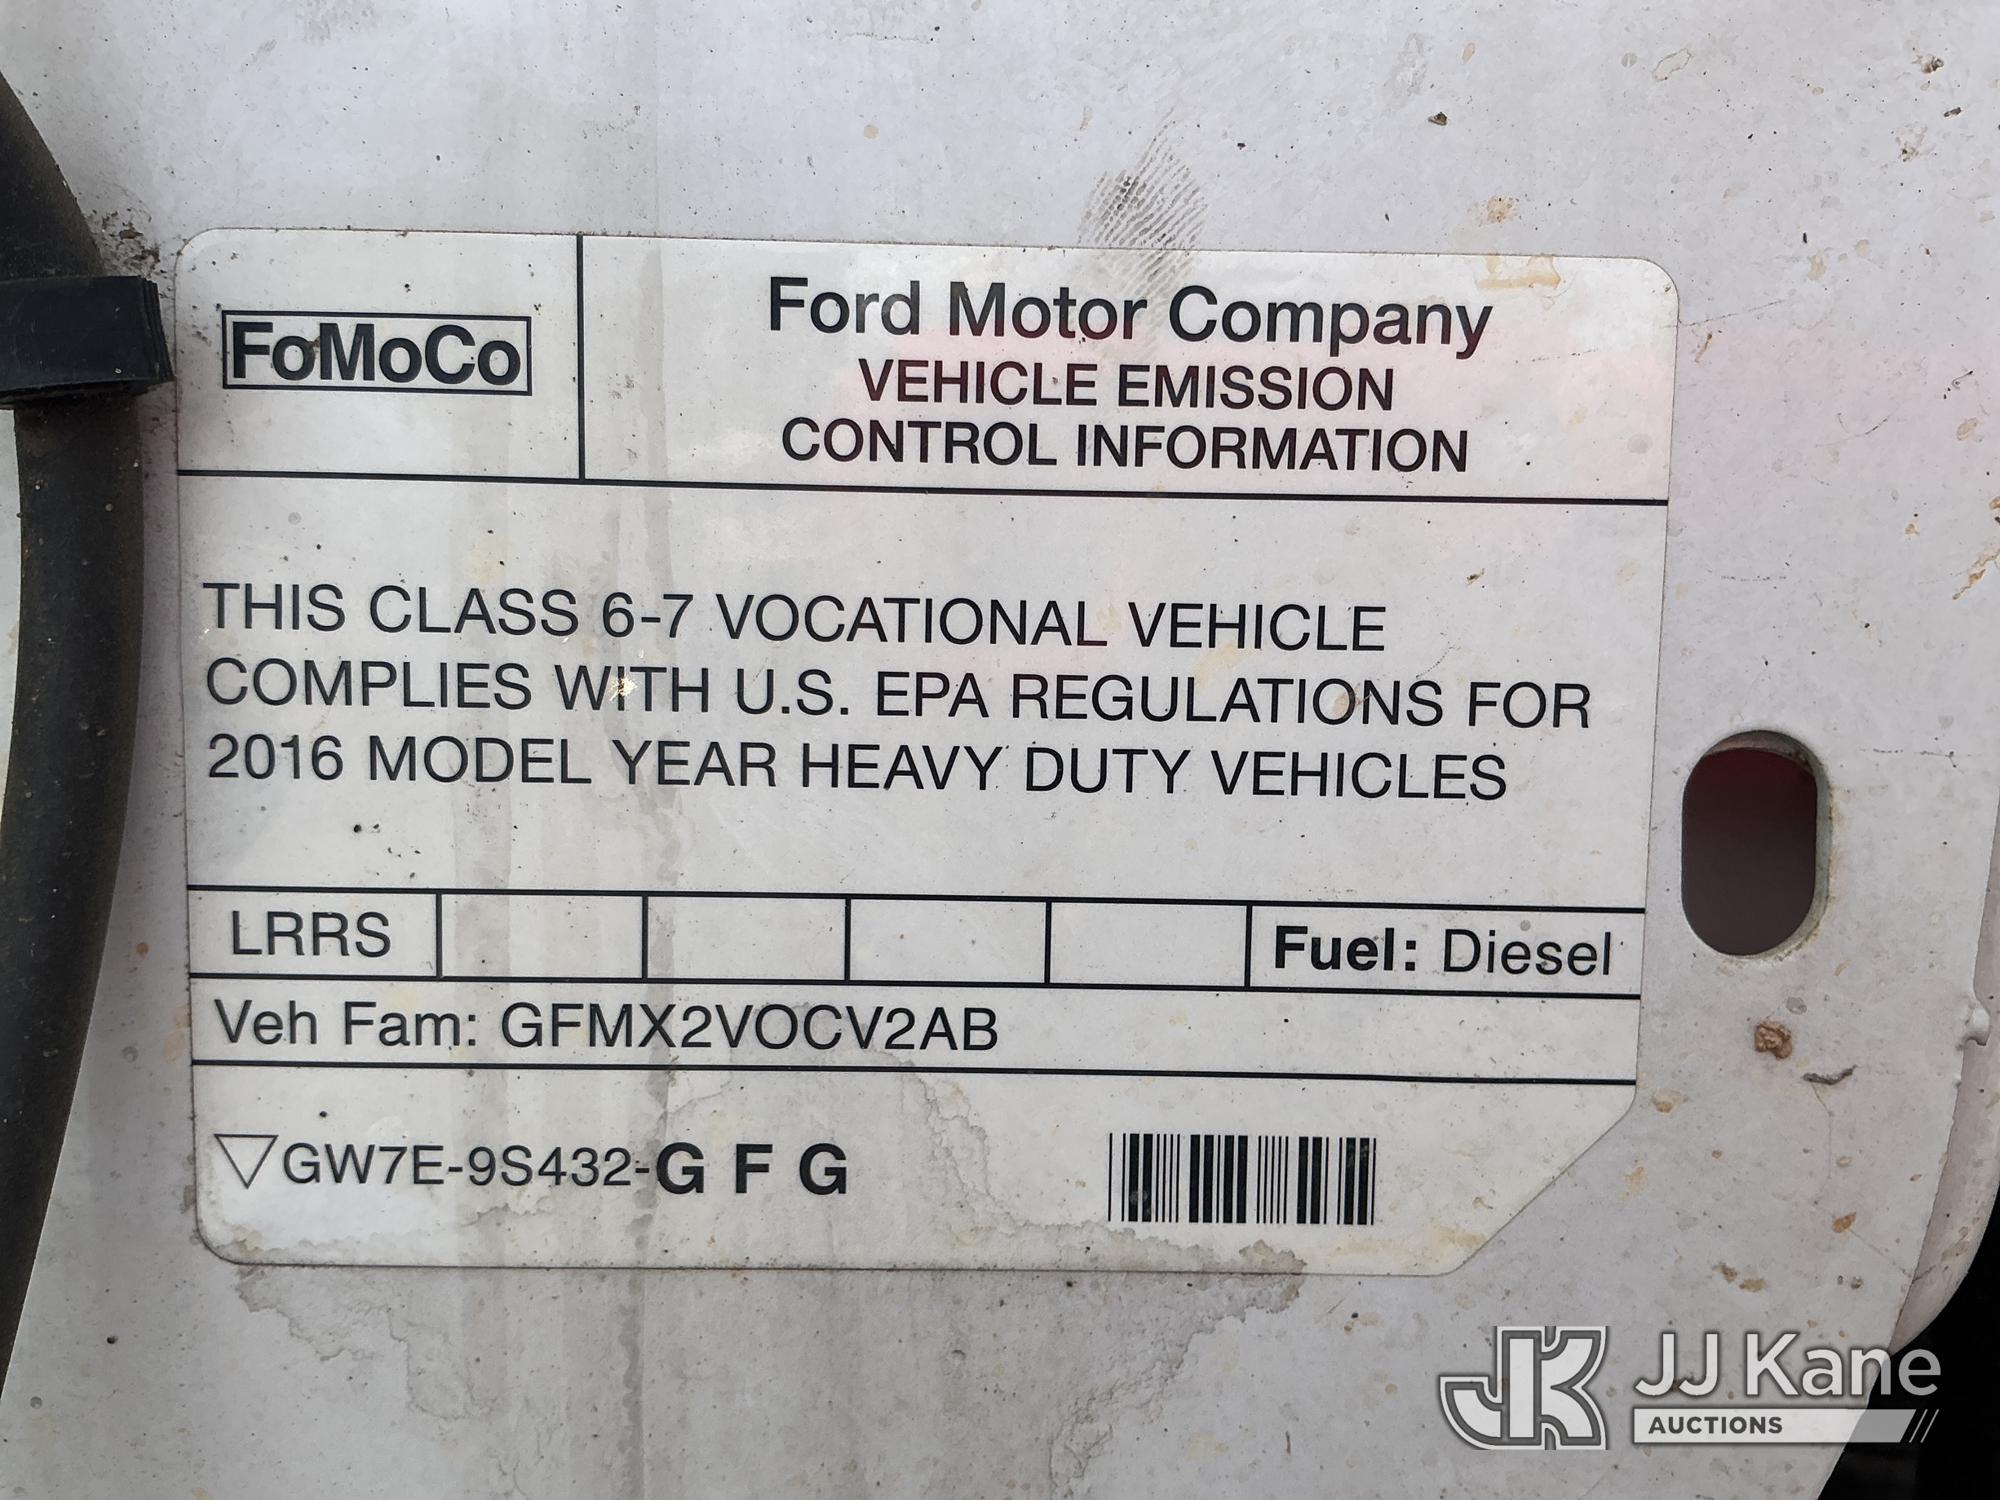 FoMoCo
Ford Motor Company
VEHICLE EMISSION
CONTROL INFORMATION
THIS CLASS 6-7 VOCATIONAL VEHICLE
COMPLIES WITH U.S. EPA REGULATIONS FOR
2016 MODEL YEAR HEAVY DUTY VEHICLES
LRRS Fuel: Diesel
Veh Fam: GFMX2VOCV2AB
GW7E-9S432-G F G
JK JJ Kane
AUCTIONS